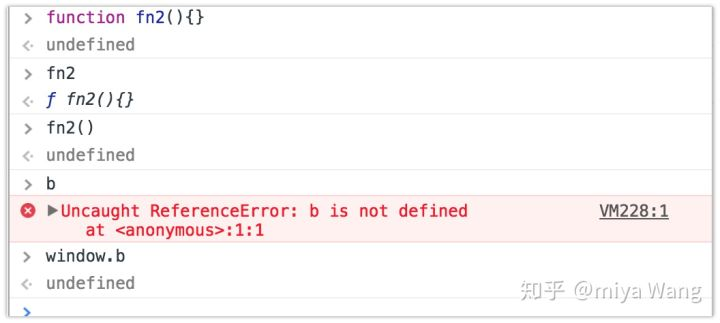 > function fn2(){}
<· undefined
> fn2
<· ƒ fn2(){}
> fn2()
<· undefined
> b
▶Uncaught ReferenceError: b is not defined VM228:1
at <anonymous>:1:1
> window.b
<· undefined
>
知乎 @miya Wang